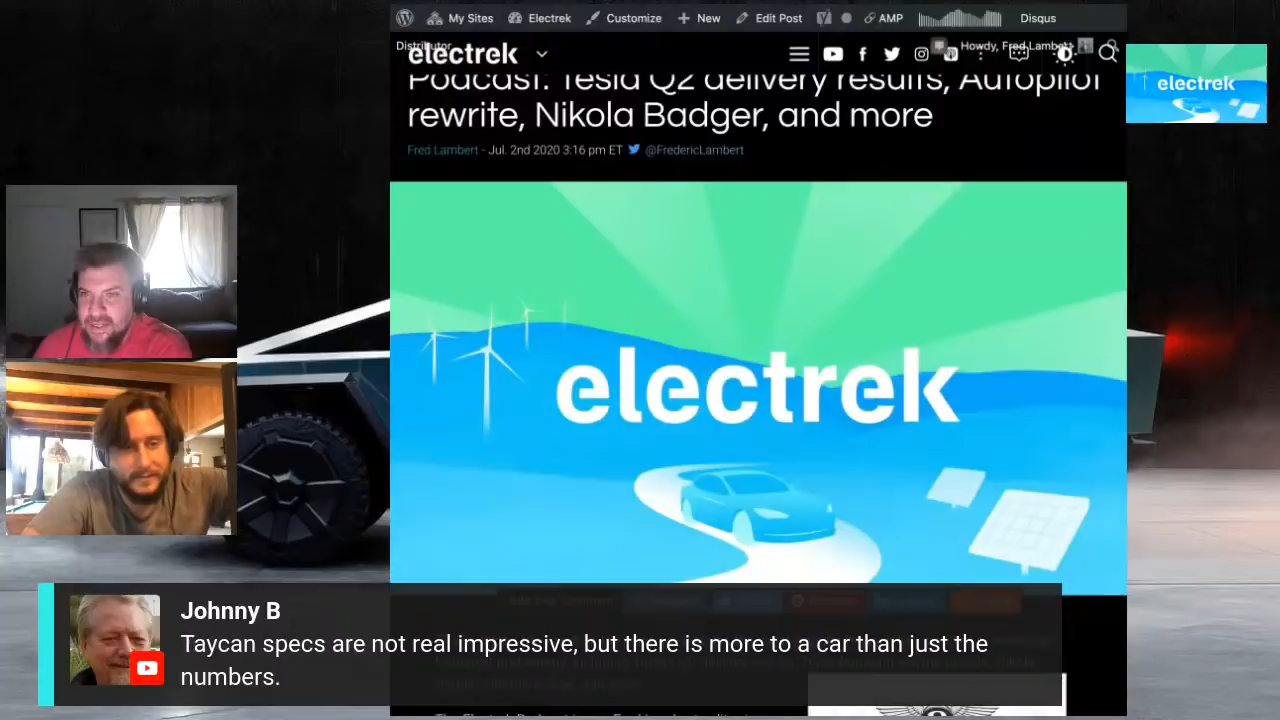 My Sites Electrek Customize + New Edit Post AMP Disqus
Distributor Howdy, Fred Lambert
electrek
Podcast: Tesla Q2 delivery results, Autopilot
rewrite, Nikola Badger, and more
Fred Lambert - Jul. 2nd 2020 3:16 pm ET @FredericLambert
electrek
electrek
Johnny B
Taycan specs are not real impressive, but there is more to a car than just the
numbers.